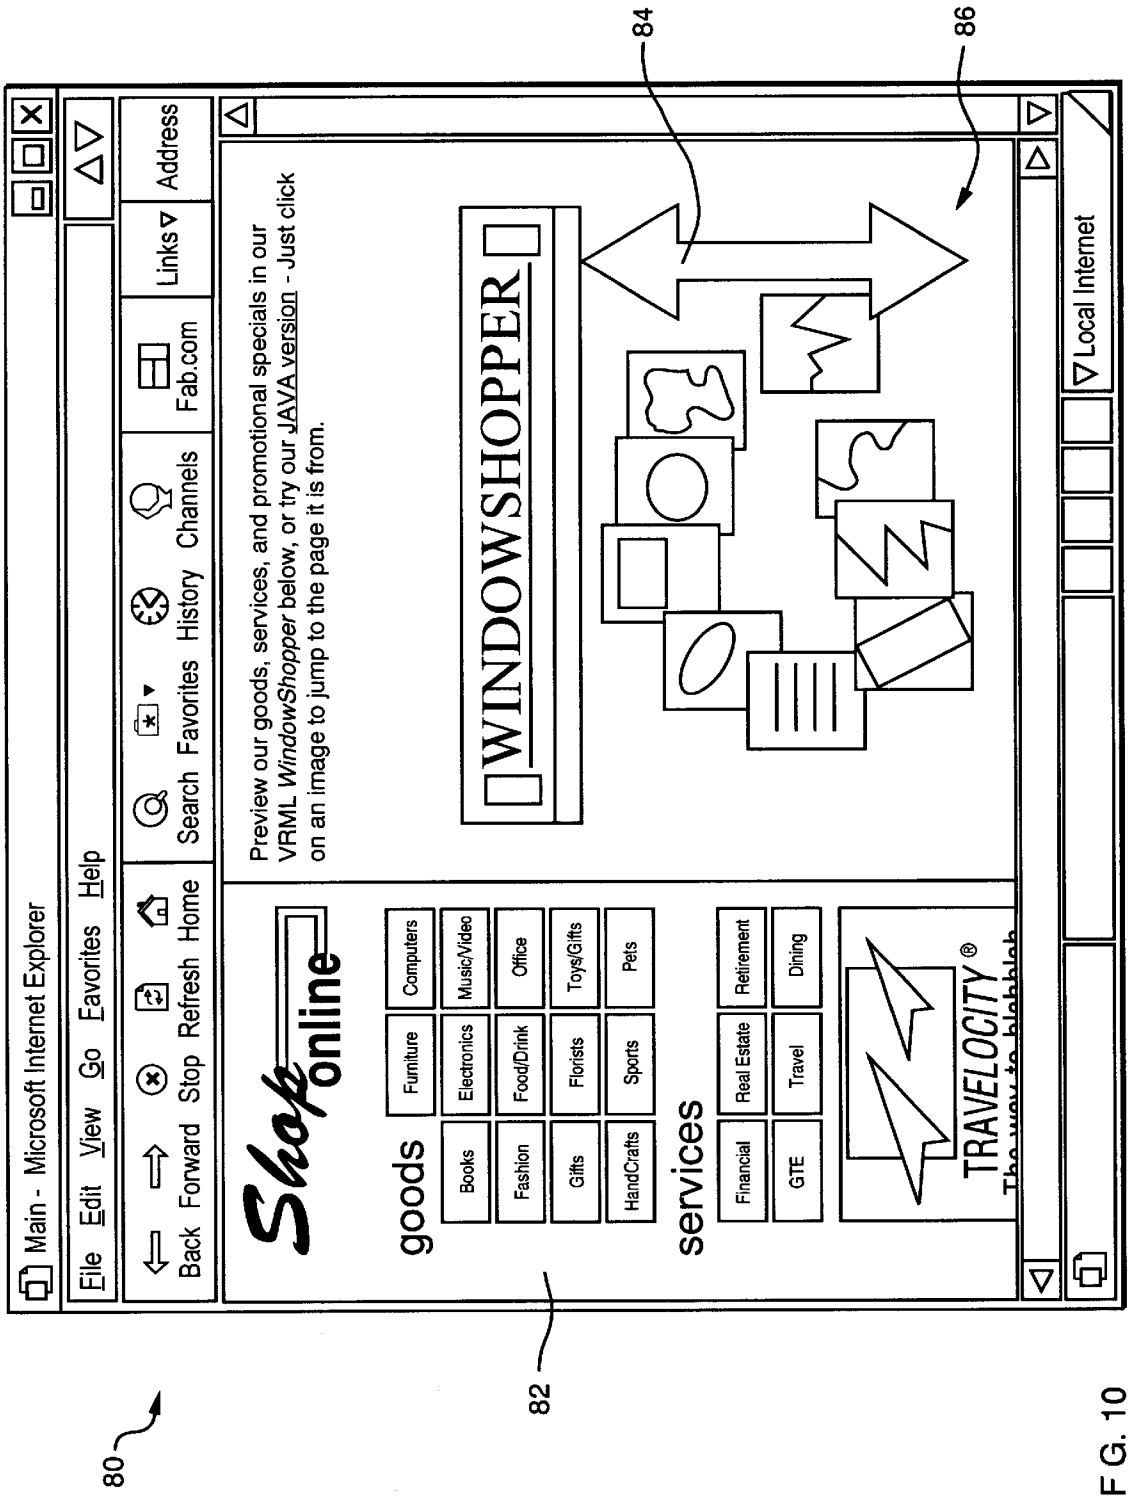 80
Main - Microsoft Internet Explorer
File Edit View Go Favorites Help
Back Forward Stop Refresh Home Search Favorites History Channels Fab.com Links Address
Shop
online
goods
Furniture Computers
Books Electronics Music/Video
Fashion Food/Drink Office
Gifts Florists Toys/Gifts
HandCrafts Sports Pets
services
Financial Real Estate Retirement
GTE Travel Dining
TRAVELOCITY ®
The way to blahblah
82
Preview our goods, services, and promotional specials in our
VRML WindowShopper below, or try our JAVA version - Just click
on an image to jump to the page it is from.
WINDOWSHOPPER
84
86
Local Internet
F G. 10